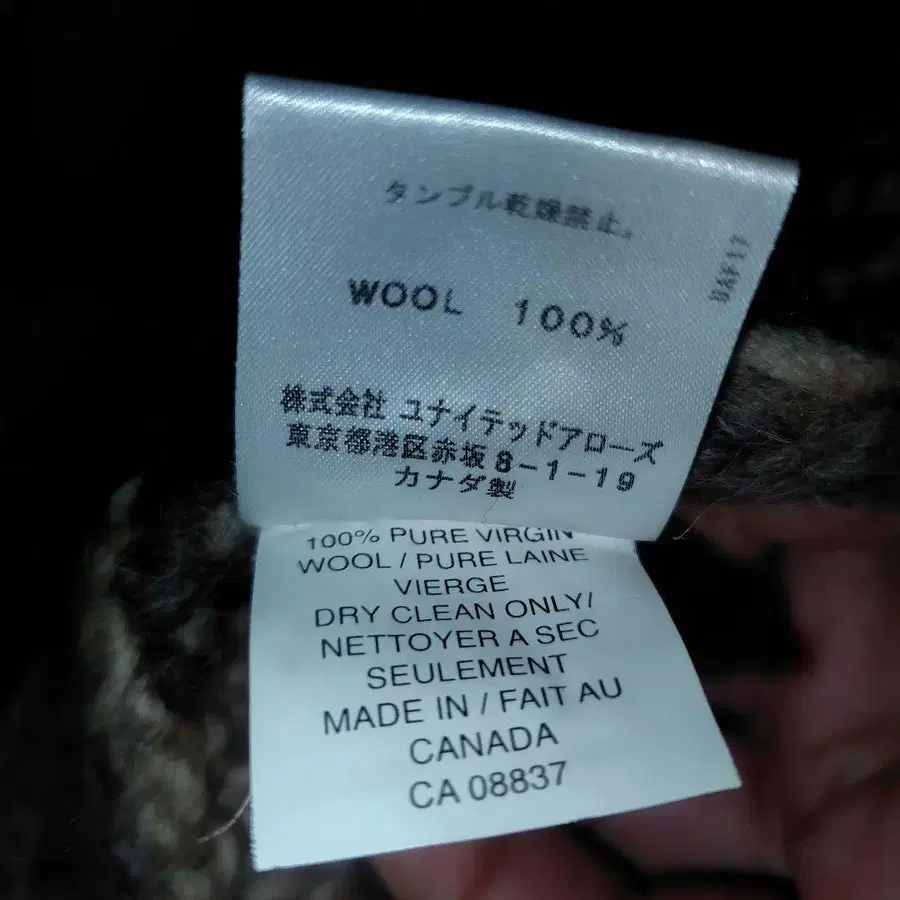 タンブル乾燥禁止。
WOOL 100%
株式会社 ユナイテッドアローズ
東京都港区赤坂8-1-19
カナダ製
100% PURE VIRGIN
WOOL / PURE LAINE
VIERGE
DRY CLEAN ONLY/
NETTOYER A SEC
SEULEMENT
MADE IN / FAIT AU
CANADA
CA 08837